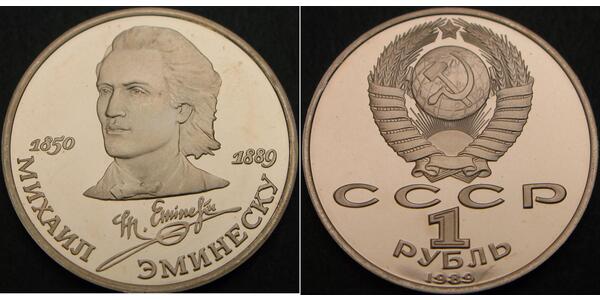 1850
1889
МИХАИЛ ЭМИНЕСКУ
M. Eminescu
СССР
1
РУБЛЬ
1989